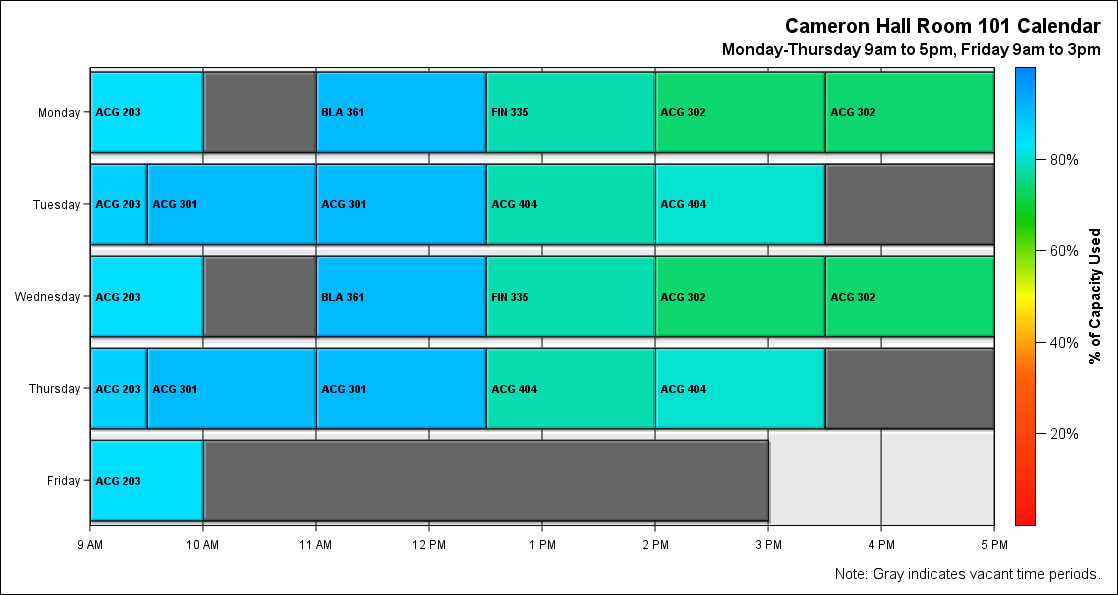 Cameron Hall Room 101 Calendar
Monday-Thursday 9am to 5pm, Friday 9am to 3pm
Monday
ACG 203
BLA 361
FIN 335
ACG 302
ACG 302
Tuesday
ACG 203
ACG 301
ACG 301
ACG 404
ACG 404
Wednesday
ACG 203
BLA 361
FIN 335
ACG 302
ACG 302
Thursday
ACG 203
ACG 301
ACG 301
ACG 404
ACG 404
Friday
ACG 203
9 AM
10 AM
11 AM
12 PM
1 PM
2 PM
3 PM
4 PM
5 PM
80%
60%
40%
20%
% of Capacity Used
Note: Gray indicates vacant time periods.